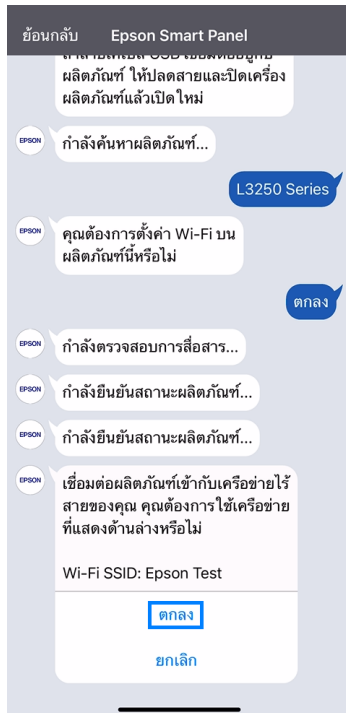 ย้อนกลับ Epson Smart Panel
ผลิตภัณฑ์ ให้ปลดสายและปิดเครื่อง
ผลิตภัณฑ์แล้วเปิดใหม่
EPSON กำลังค้นหาผลิตภัณฑ์...
L3250 Series
EPSON คุณต้องการตั้งค่า Wi-Fi บน
ผลิตภัณฑ์นี้หรือไม่
ตกลง
EPSON กำลังตรวจสอบการสื่อสาร...
EPSON กำลังยืนยันสถานะผลิตภัณฑ์...
EPSON กำลังยืนยันสถานะผลิตภัณฑ์...
EPSON เชื่อมต่อผลิตภัณฑ์เข้ากับเครือข่ายไร้
สายของคุณ คุณต้องการใช้เครือข่าย
ที่แสดงด้านล่างหรือไม่
Wi-Fi SSID: Epson Test
ตกลง
ยกเลิก